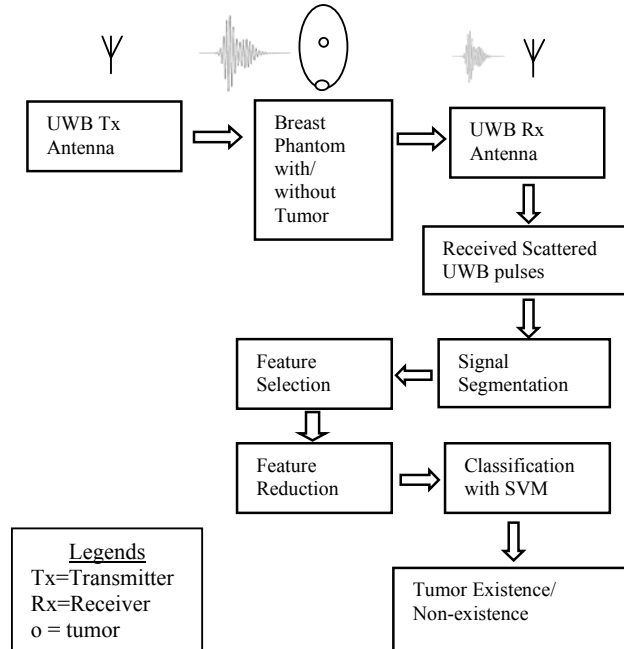 UWB Tx
Antenna
Breast
Phantom
with/
without
Tumor
UWB Rx
Antenna
Received Scattered
UWB pulses
Signal
Segmentation
Feature
Selection
Feature
Reduction
Classification
with SVM
Tumor Existence/
Non-existence
Legends
Tx=Transmitter
Rx=Receiver
o = tumor